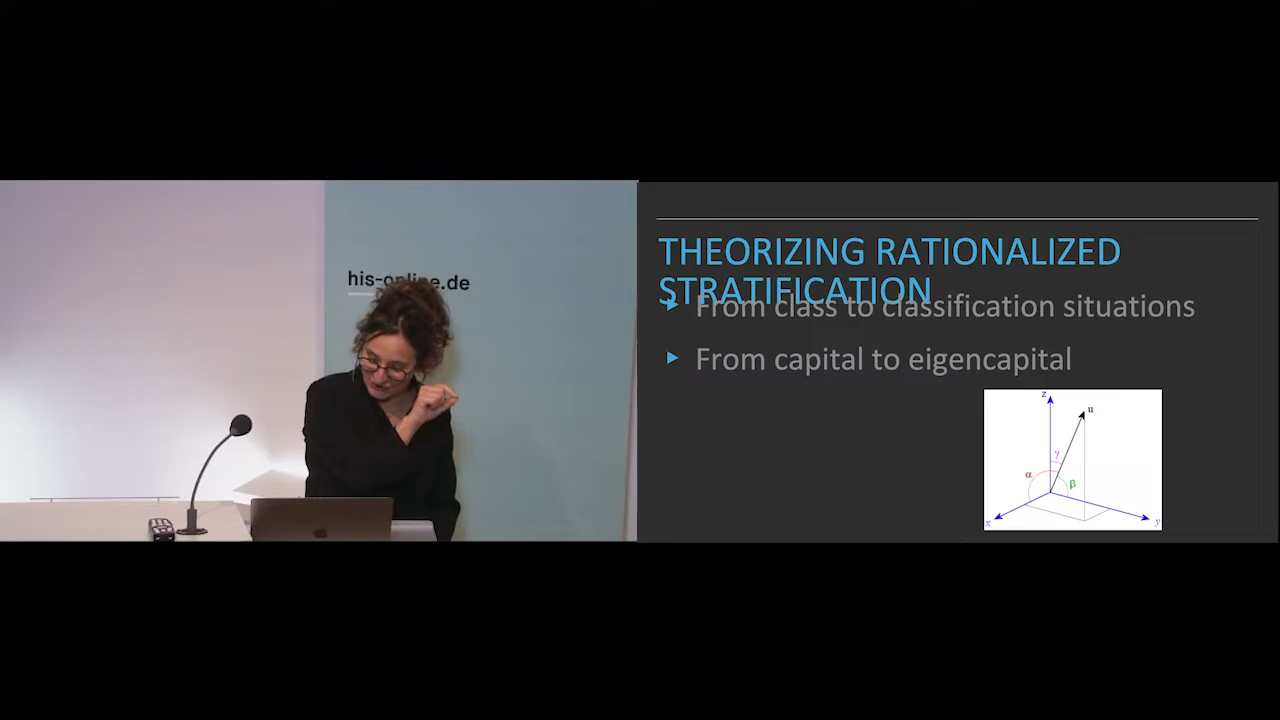 his-online.de
THEORIZING RATIONALIZED
STRATIFICATION
From class to classification situations
From capital to eigencapital
z
u
γ
α
β
x
y